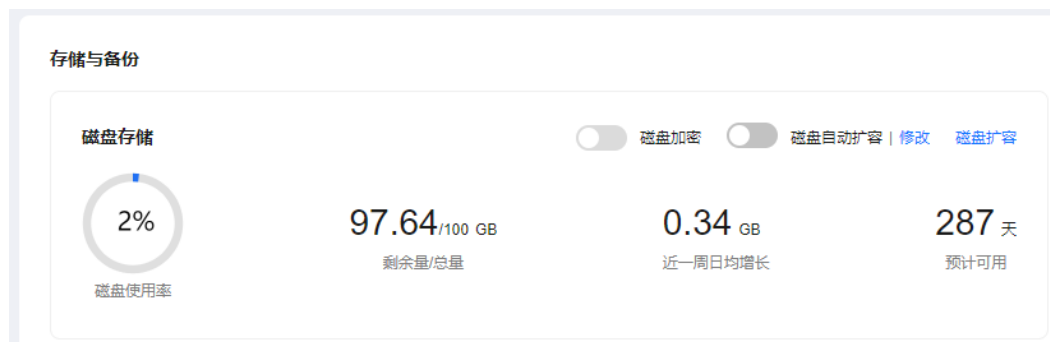 存储与备份
磁盘存储 磁盘加密 磁盘自动扩容 | 修改 磁盘扩容
2% 97.64/100 GB 0.34 GB 287 天
剩余量/总量 近一周日均增长 预计可用
磁盘使用率